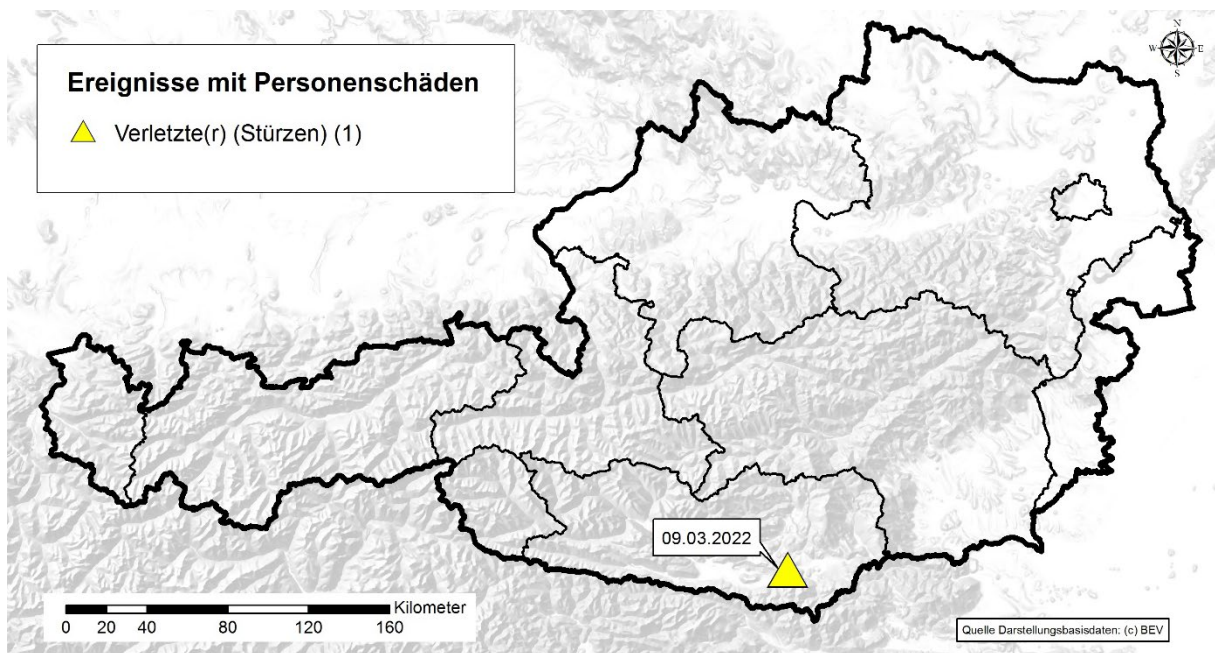 Ereignisse mit Personenschäden
Verletzte(r) (Stürzen) (1)
N
W E
S
09.03.2022
Kilometer
0 20 40 80 120 160
Quelle Darstellungsbasisdaten: (c) BEV